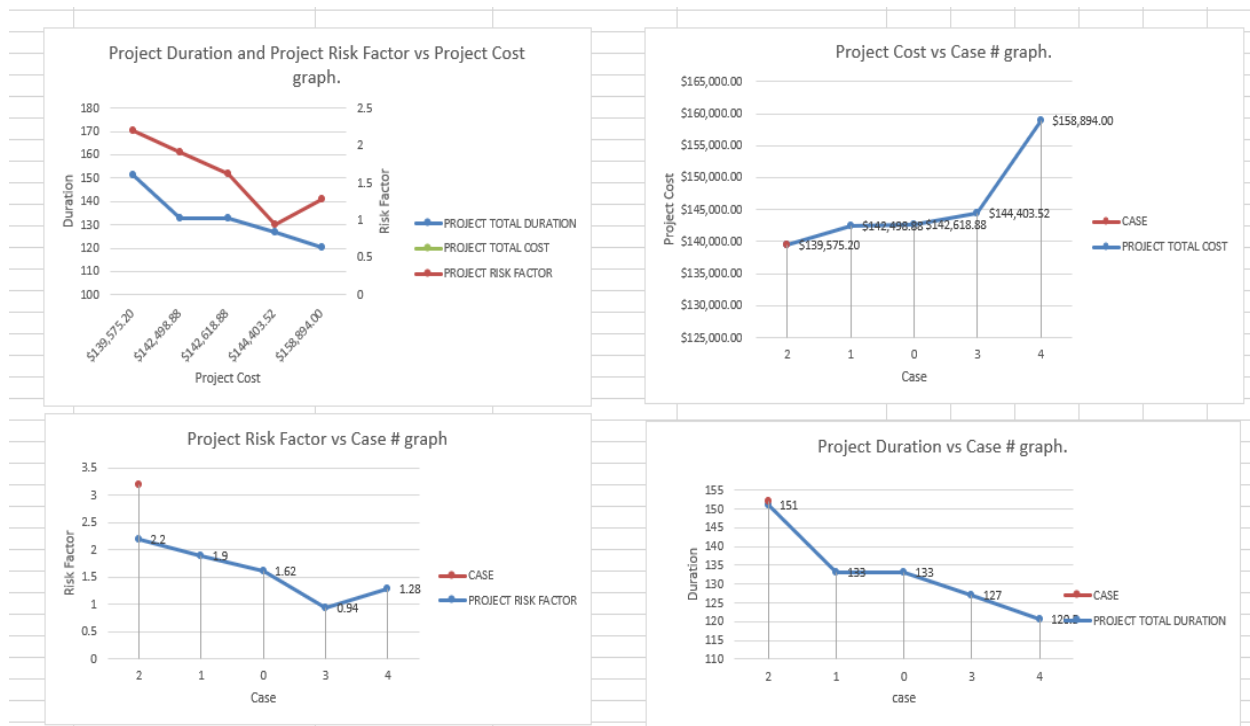 Project Duration and Project Risk Factor vs Project Cost
graph.
180
170
160
150
140
130
120
110
100
Duration
2.5
2
1.5
1
0.5
0
Risk Factor
$139,575.20
$142,498.88
$142,618.88
$144,403.52
$158,894.00
Project Cost
PROJECT TOTAL DURATION
PROJECT TOTAL COST
PROJECT RISK FACTOR
Project Cost vs Case # graph.
$165,000.00
$160,000.00
$155,000.00
$150,000.00
$145,000.00
$140,000.00
$135,000.00
$130,000.00
$125,000.00
Project Cost
$139,575.20
$142,498.88
$142,618.88
$144,403.52
$158,894.00
2 1 0 3 4
Case
CASE
PROJECT TOTAL COST
Project Risk Factor vs Case # graph
3.5
3
2.5
2
1.5
1
0.5
0
Risk Factor
2.2
1.9
1.62
0.94
1.28
2 1 0 3 4
Case
CASE
PROJECT RISK FACTOR
Project Duration vs Case # graph.
155
150
145
140
135
130
125
120
115
110
Duration
151
133
133
127
2 1 0 3 4
case
CASE
PROJECT TOTAL DURATION